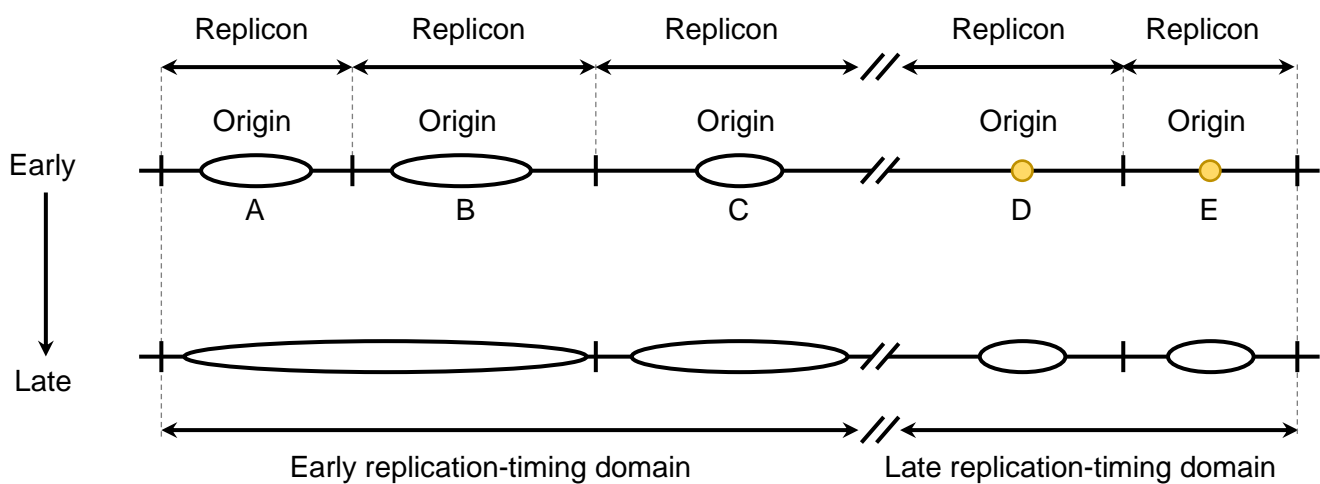 Replicon Replicon Replicon Replicon Replicon
Origin Origin Origin Origin Origin
Early
A B C D E
Late
Early replication-timing domain Late replication-timing domain